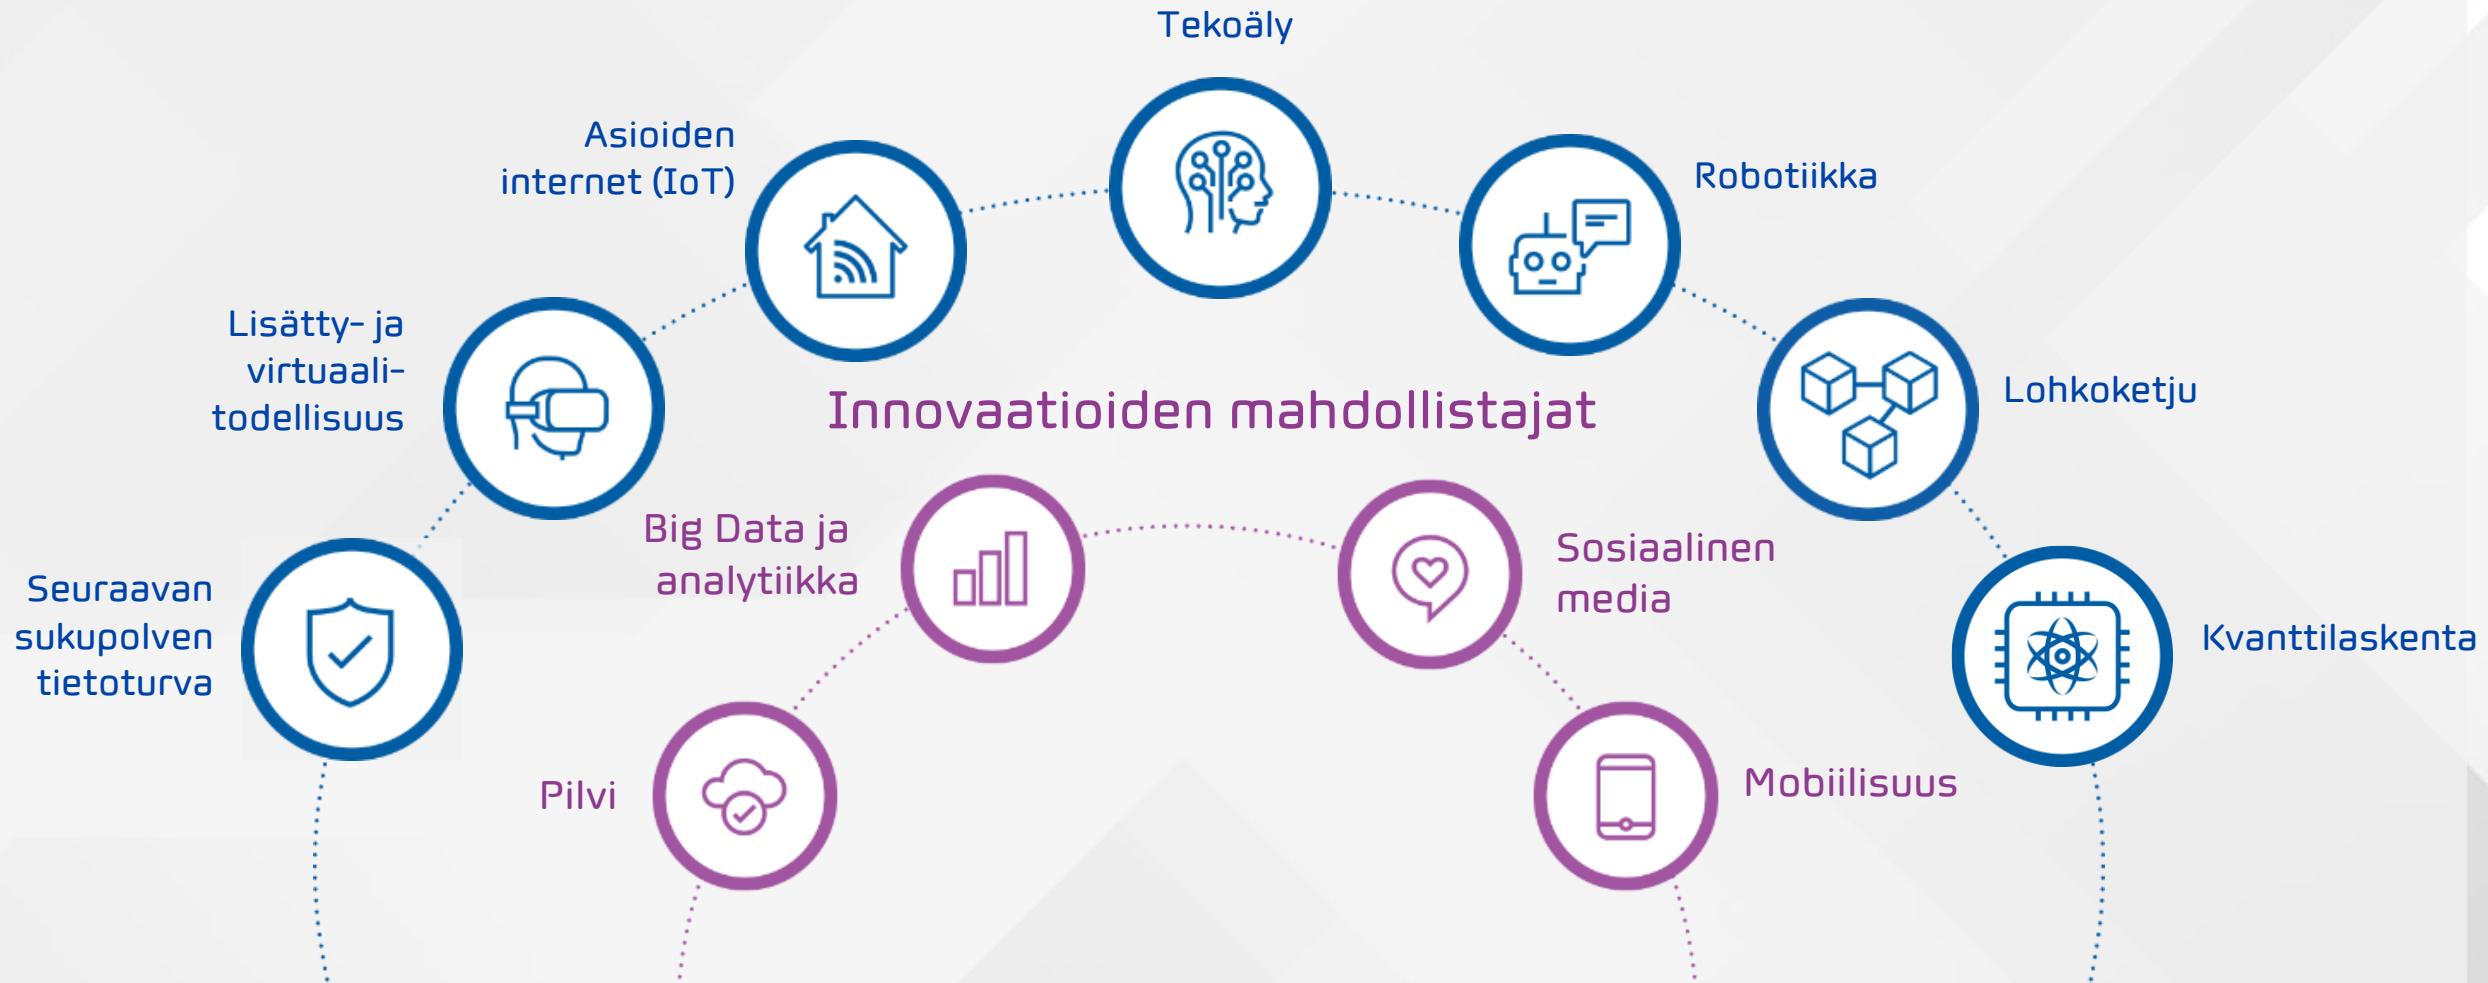 Tekoäly
Asioiden
internet (IoT)
Robotiikka
Lisätty- ja
virtuaali-
todellisuus
Innovaatioiden mahdollistajat
Lohkoketju
Big Data ja
analytiikka
Sosiaalinen
media
Seuraavan
sukupolven
tietoturva
Kvanttilaskenta
Pilvi
Mobiilisuus